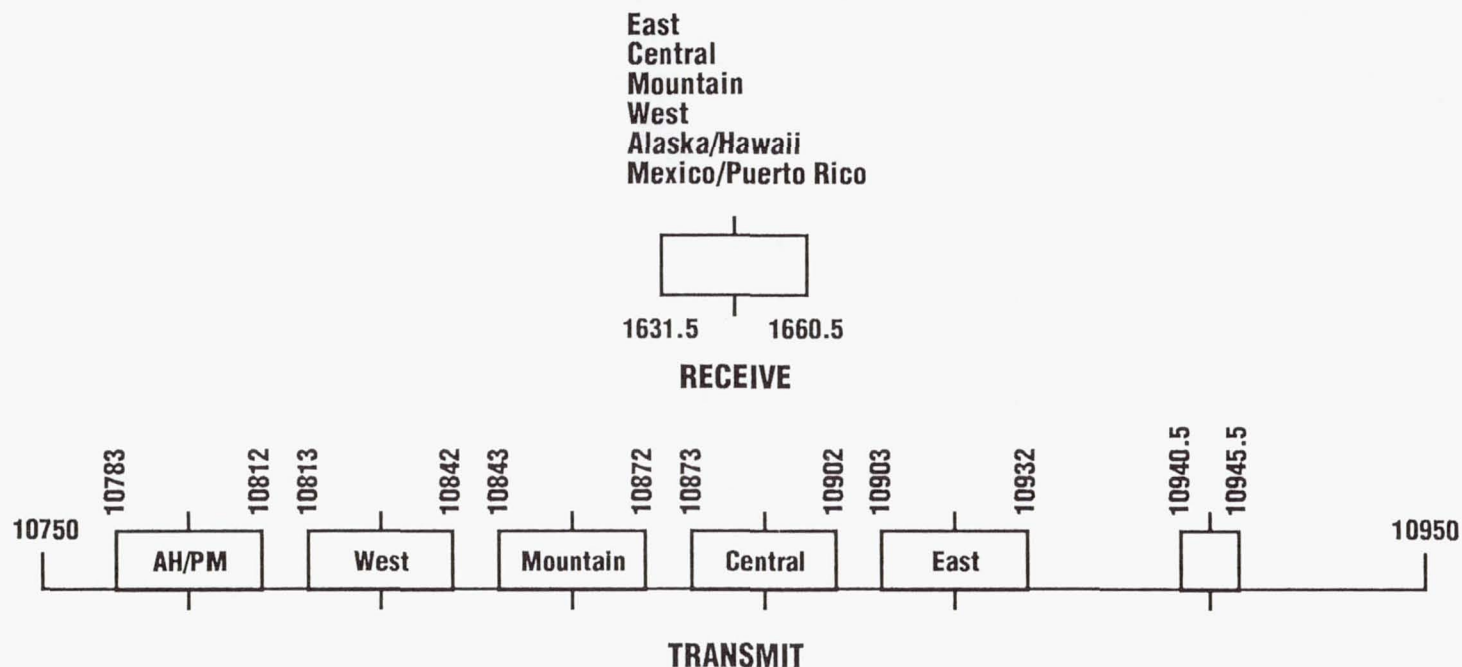 East
Central
Mountain
West
Alaska/Hawaii
Mexico/Puerto Rico
1631.5 1660.5
RECEIVE
10783 10812 10813 10842 10843 10872 10873 10902 10903 10932 10940.5 10945.5
10750 10950
AH/PM West Mountain Central East
TRANSMIT